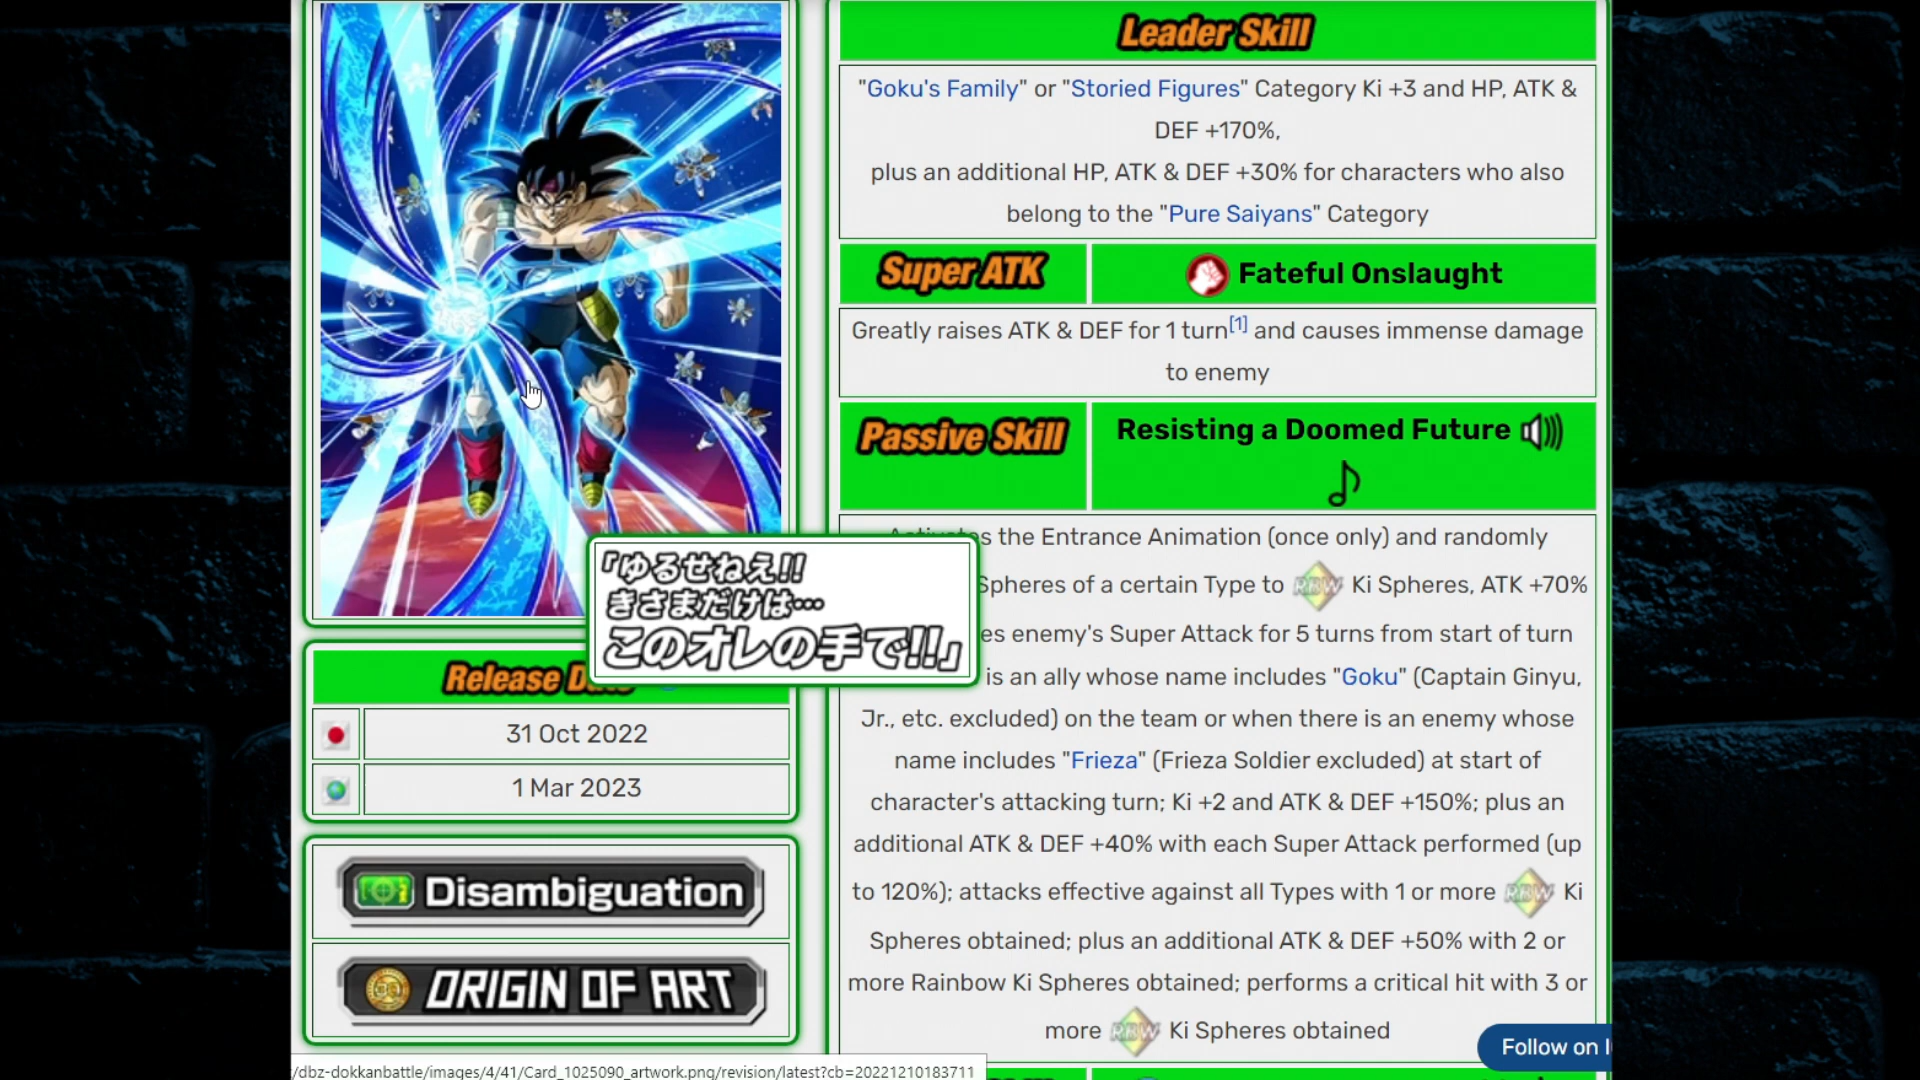 Leader Skill
"Goku's Family" or "Storied Figures" Category Ki +3 and HP, ATK &
DEF +170%,
plus an additional HP, ATK & DEF +30% for characters who also
belong to the "Pure Saiyans" Category
Super ATK
Fateful Onslaught
Greatly raises ATK & DEF for 1 turn[1] and causes immense damage
to enemy
Passive Skill
Resisting a Doomed Future
the Entrance Animation (once only) and randomly
Spheres of a certain Type to RBW Ki Spheres, ATK +70%
enemy's Super Attack for 5 turns from start of turn
is an ally whose name includes "Goku" (Captain Ginyu,
Jr., etc. excluded) on the team or when there is an enemy whose
name includes "Frieza" (Frieza Soldier excluded) at start of
character's attacking turn; Ki +2 and ATK & DEF +150%; plus an
additional ATK & DEF +40% with each Super Attack performed (up
to 120%); attacks effective against all Types with 1 or more RBW Ki
Spheres obtained; plus an additional ATK & DEF +50% with 2 or
more Rainbow Ki Spheres obtained; performs a critical hit with 3 or
more RBW Ki Spheres obtained
「ゆるせねえ!!
きさまだけは…
このオレの手で!!」
Release
31 Oct 2022
1 Mar 2023
Disambiguation
ORIGIN OF ART
Follow on
/dbz-dokkanbattle/images/4/41/Card_1025090_artwork.png/revision/latest?cb=20221210183711